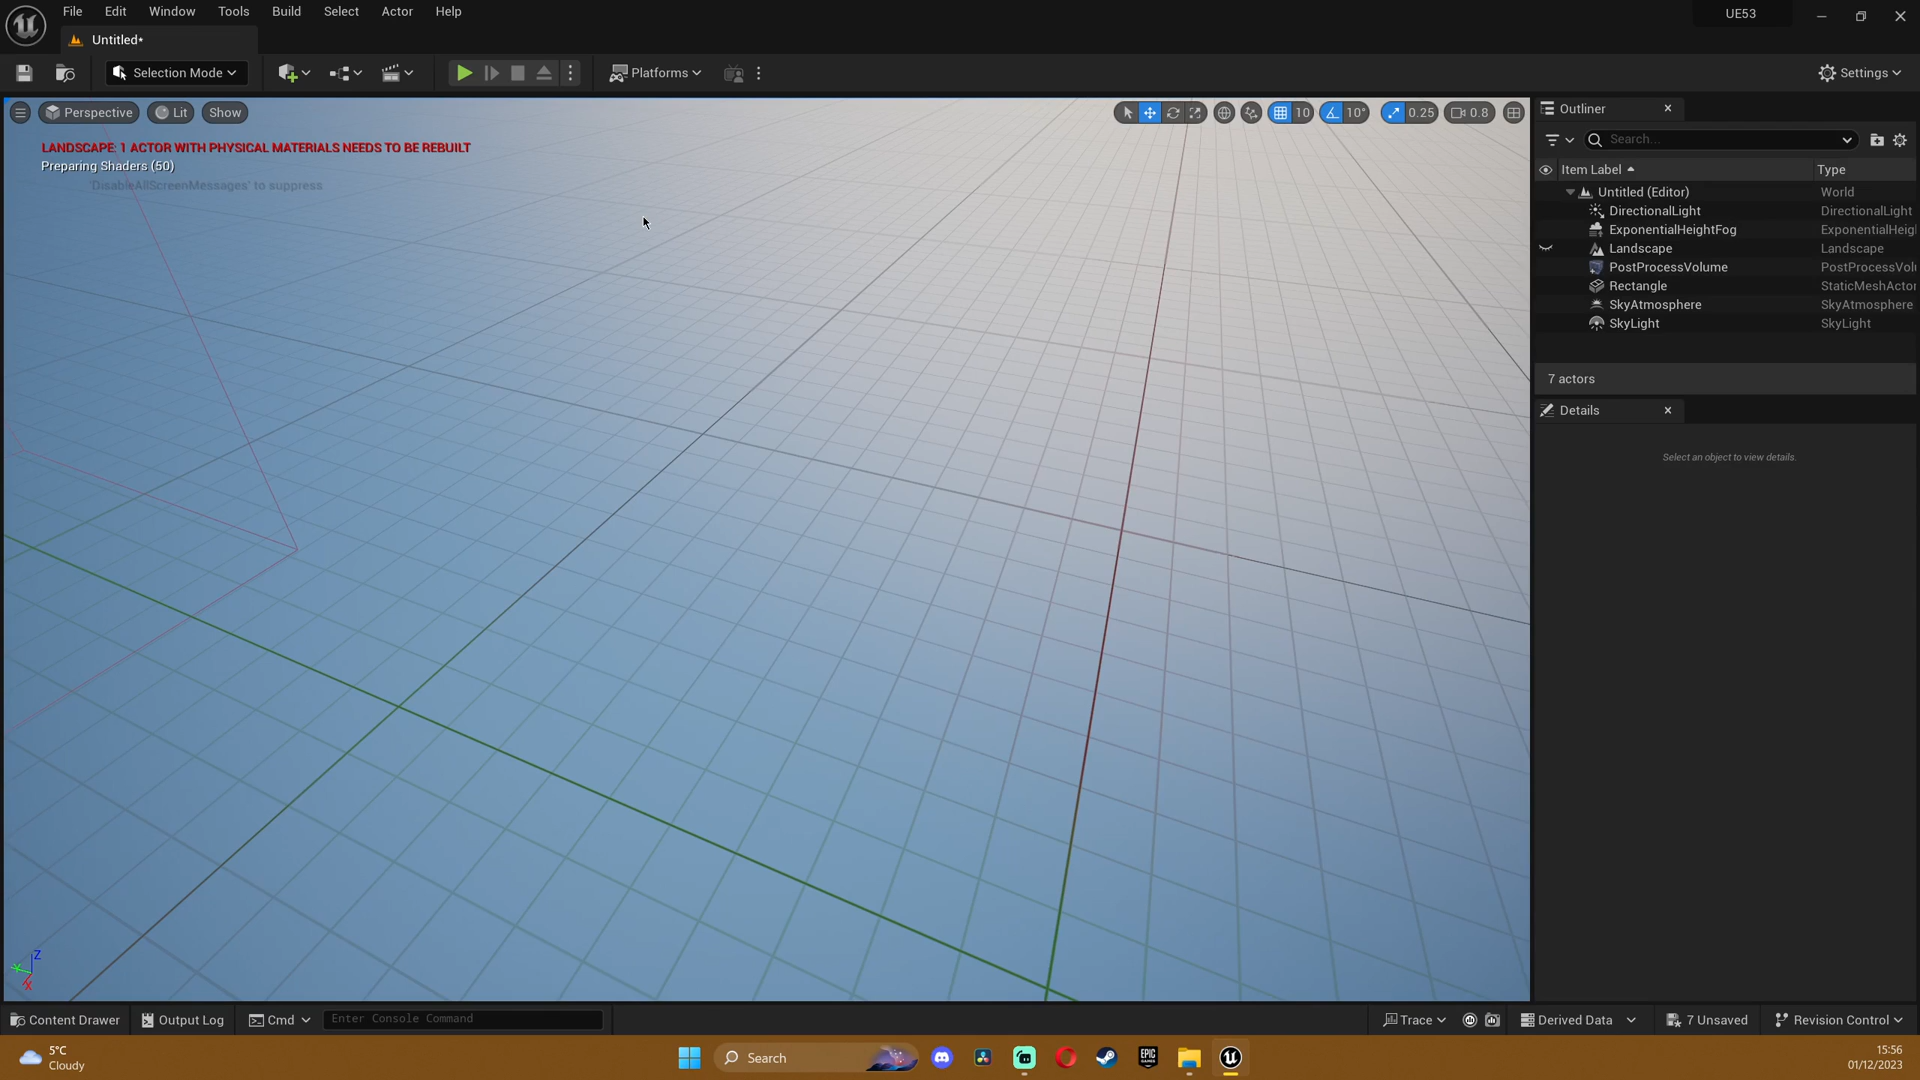 File Edit Window Tools Build Select Actor Help
UE53
Untitled*
Selection Mode
Platforms
Settings
Perspective
Lit
Show
10
10°
0.25
0.8
LANDSCAPE: 1 ACTOR WITH PHYSICAL MATERIALS NEEDS TO BE REBUILT
Preparing Shaders (50)
'DisableAllScreenMessages' to suppress
Outliner
Search...
Item Label Type
Untitled (Editor) World
DirectionalLight DirectionalLight
ExponentialHeightFog ExponentialHeig
Landscape Landscape
PostProcessVolume PostProcessVolu
Rectangle StaticMeshActor
SkyAtmosphere SkyAtmosphere
SkyLight SkyLight
7 actors
Details
Select an object to view details.
Z
Y
X
Content Drawer
Output Log
Cmd
Enter Console Command
Trace
Derived Data
7 Unsaved
Revision Control
5°C
Cloudy
Search
EPIC
GAMES
15:56
01/12/2023